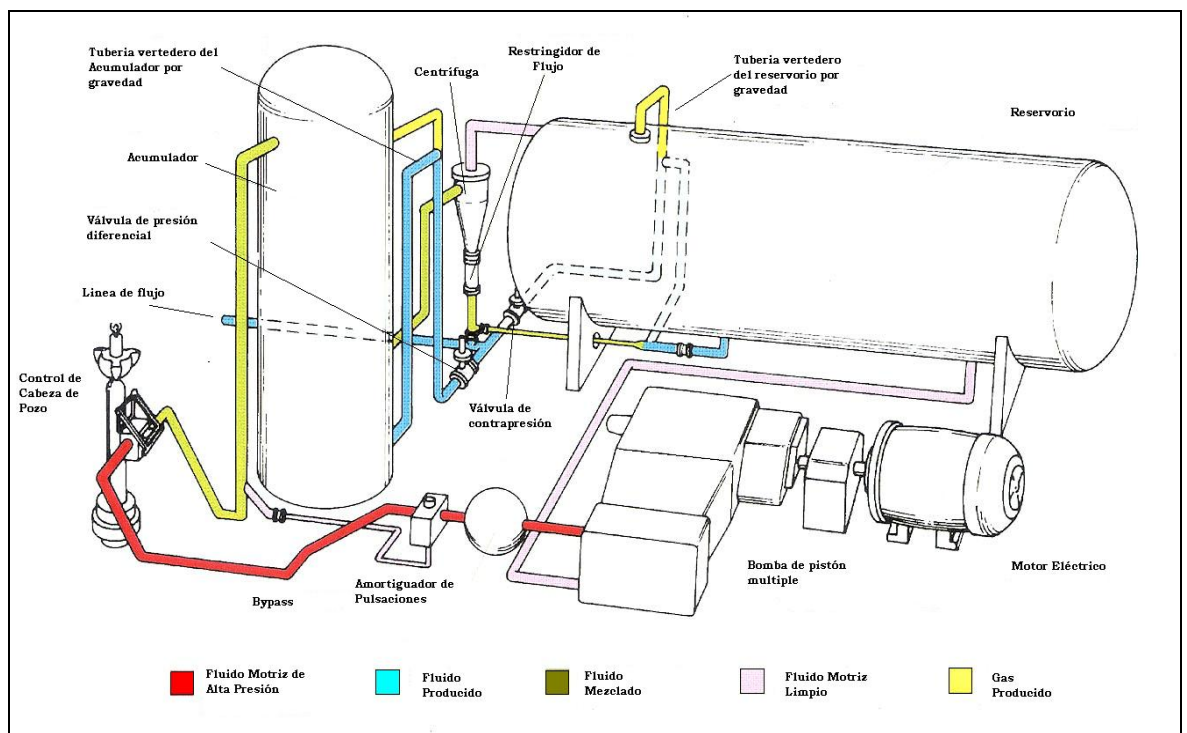 Tuberia vertedero del
Acumulador por
gravedad
Restringidor de
Flujo
Centrífuga
Tuberia vertedero
del reservorio por
gravedad
Reservorio
Acumulador
Válvula de presión
diferencial
Linea de flujo
Control de
Cabeza de
Pozo
Válvula de
contrapresión
Amortiguador de
Pulsaciones
Bypass
Bomba de pistón
multiple
Motor Eléctrico
Fluido Motriz de
Alta Presión
Fluido
Producido
Fluido
Mezclado
Fluido Motriz
Limpio
Gas
Producido